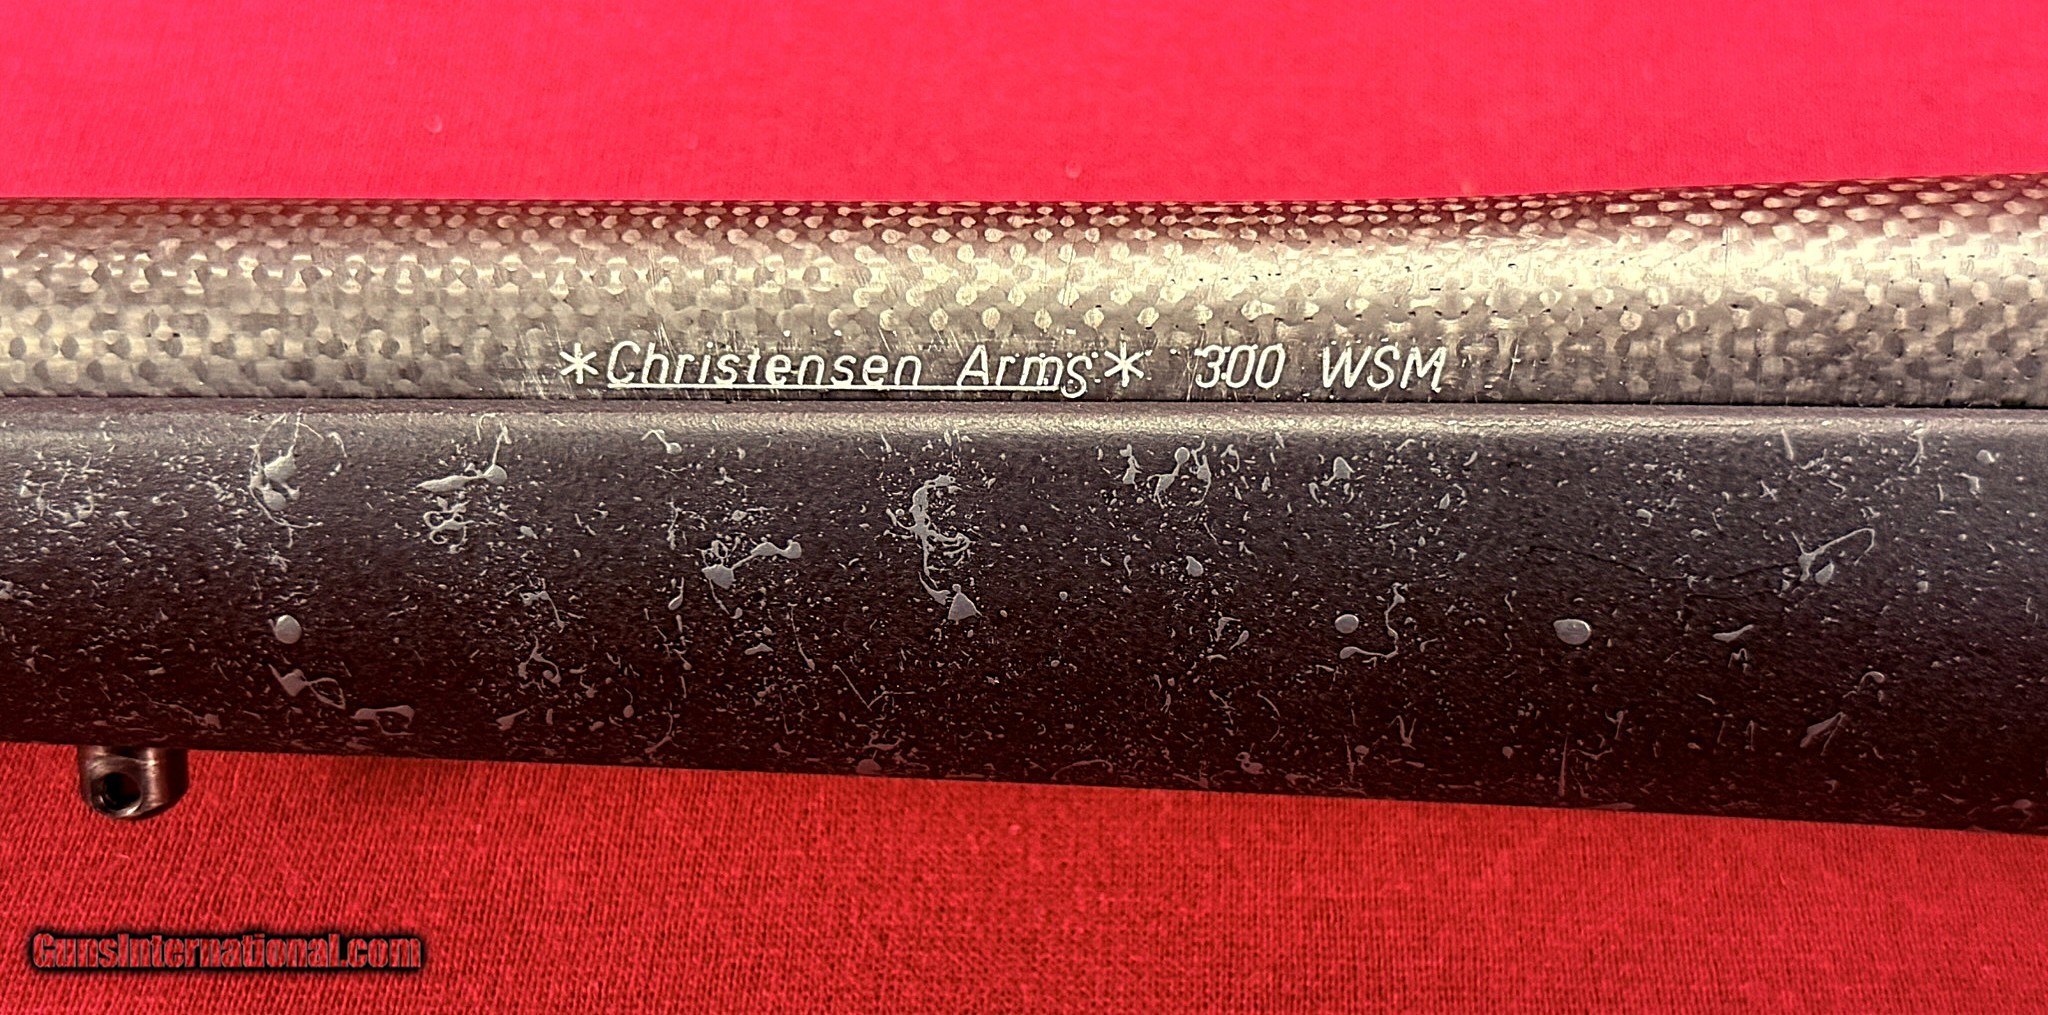 *Christensen Arms* 300 WSM
GunsInternational.com